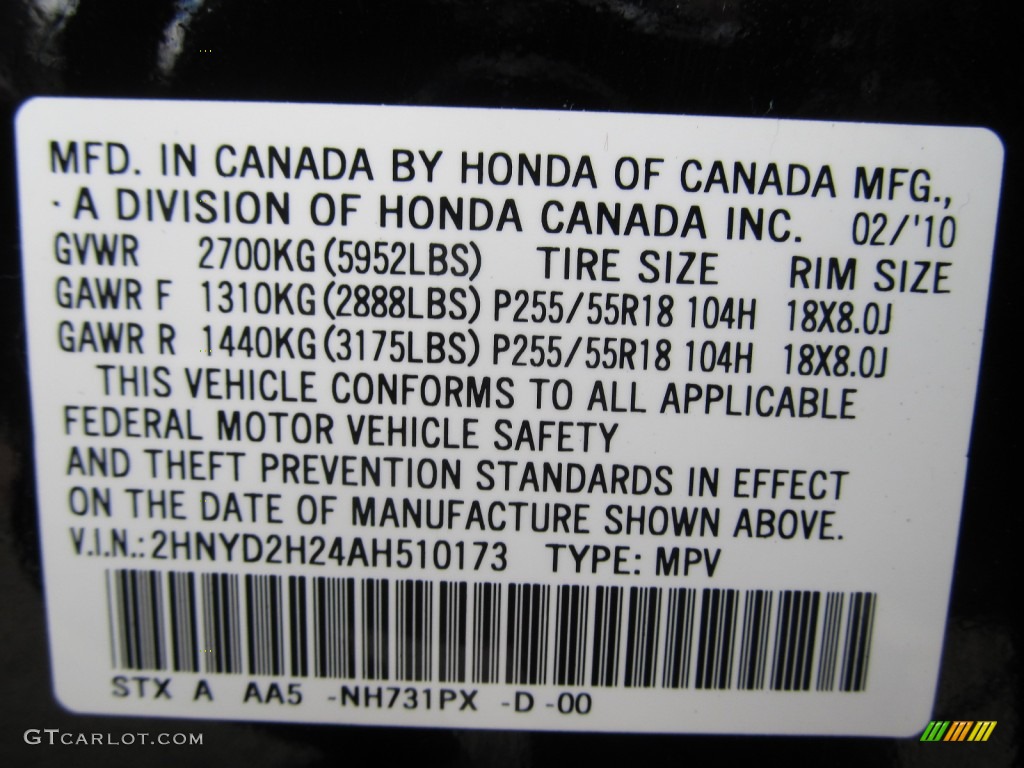 MFD. IN CANADA BY HONDA OF CANADA MFG.,
A DIVISION OF HONDA CANADA INC. 02/'10
GVWR 2700KG (5952LBS) TIRE SIZE RIM SIZE
GAWR F 1310KG (2888LBS) P255/55R18 104H 18X8.0J
GAWR R 1440KG (3175LBS) P255/55R18 104H 18X8.0J
THIS VEHICLE CONFORMS TO ALL APPLICABLE
FEDERAL MOTOR VEHICLE SAFETY
AND THEFT PREVENTION STANDARDS IN EFFECT
ON THE DATE OF MANUFACTURE SHOWN ABOVE.
V.I.N.: 2HNYD2H24AH510173 TYPE: MPV
STX A AA5 -NH731PX -D -00
GTCARLOT.COM